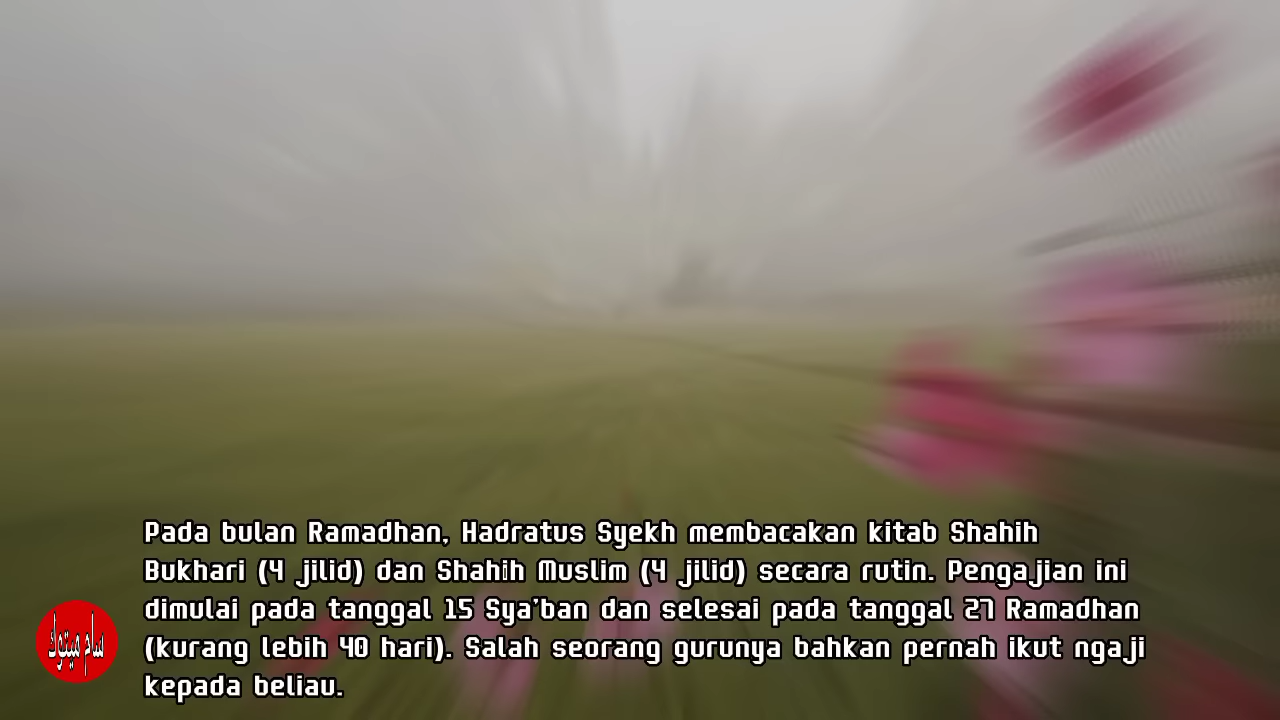 Pada bulan Ramadhan, Hadratus Syekh membacakan kitab Shahih
Bukhari (4 jilid) dan Shahih Muslim (4 jilid) secara rutin. Pengajian ini
dimulai pada tanggal 15 Sya'ban dan selesai pada tanggal 27 Ramadhan
(kurang lebih 40 hari). Salah seorang gurunya bahkan pernah ikut ngaji
kepada beliau.
سام ميتوك